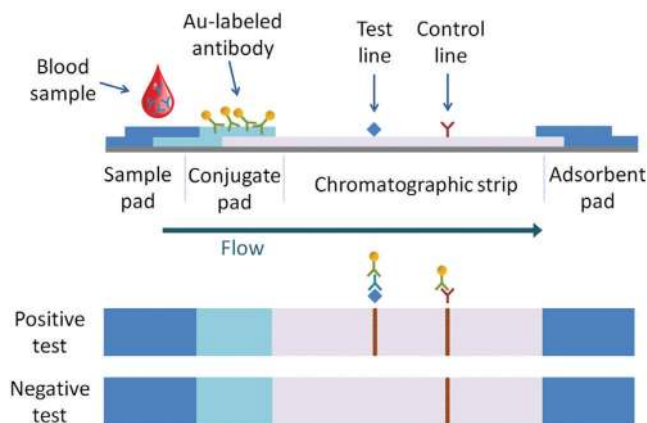 Au-labeled
antibody
Blood
sample
Test
line
Control
line
Sample
pad
Conjugate
pad
Chromatographic strip
Adsorbent
pad
Flow
Positive
test
Negative
test